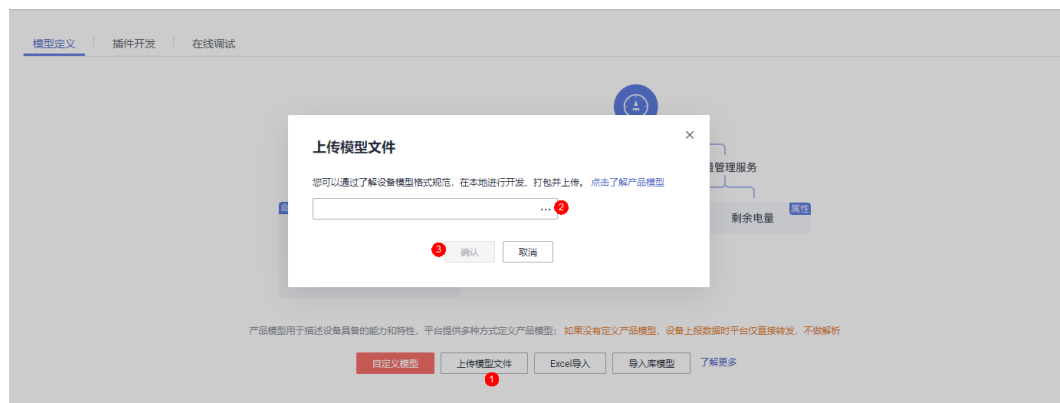 模型定义 插件开发 在线调试
上传模型文件
您可以通过了解设备模型格式规范，在本地进行开发、打包并上传。 点击了解产品模型
管理服务
... 2
属性
剩余电量
3 确认 取消
产品模型用于描述设备具备的能力和特性，平台提供多种方式定义产品模型；如果没有定义产品模型，设备上报数据时平台仅直接转发，不做解析
自定义模型 上传模型文件 Excel导入 导入库模型 了解更多
1